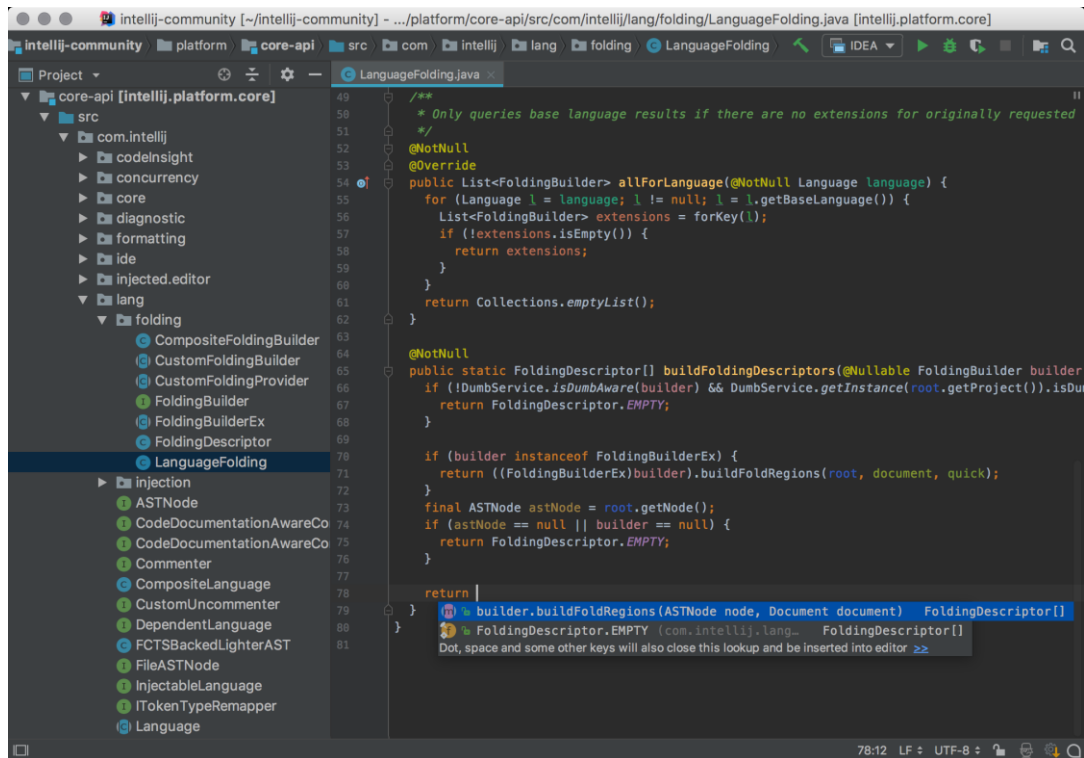 intellij-community [~/intellij-community] - .../platform/core-api/src/com/intellij/lang/folding/LanguageFolding.java [intellij.platform.core]
intellij-community platform core-api src com intellij lang folding LanguageFolding IDEA
Project
LanguageFolding.java
core-api [intellij.platform.core]
src
com.intellij
codeInsight
concurrency
core
diagnostic
formatting
ide
injected.editor
lang
folding
CompositeFoldingBuilder
CustomFoldingBuilder
CustomFoldingProvider
FoldingBuilder
FoldingBuilderEx
FoldingDescriptor
LanguageFolding
injection
ASTNode
CodeDocumentationAwareCo
CodeDocumentationAwareCo
Commenter
CompositeLanguage
CustomUncommenter
DependentLanguage
FCTSBackedLighterAST
FileASTNode
InjectableLanguage
ITokenTypeRemapper
Language
49 /**
50 * Only queries base language results if there are no extensions for originally requested
51 */
52 @NotNull
53 @Override
54 public List<FoldingBuilder> allForLanguage(@NotNull Language language) {
55 for (Language l = language; l != null; l = l.getBaseLanguage()) {
56 List<FoldingBuilder> extensions = forKey(l);
57 if (!extensions.isEmpty()) {
58 return extensions;
59 }
60 }
61 return Collections.emptyList();
62 }
63
64 @NotNull
65 public static FoldingDescriptor[] buildFoldingDescriptors(@Nullable FoldingBuilder builder
66 if (!DumbService.isDumbAware(builder) && DumbService.getInstance(root.getProject()).isDu
67 return FoldingDescriptor.EMPTY;
68 }
69
70 if (builder instanceof FoldingBuilderEx) {
71 return ((FoldingBuilderEx)builder).buildFoldRegions(root, document, quick);
72 }
73 final ASTNode astNode = root.getNode();
74 if (astNode == null || builder == null) {
75 return FoldingDescriptor.EMPTY;
76 }
77
78 return
79 }
80 }
81
builder.buildFoldRegions(ASTNode node, Document document) FoldingDescriptor[]
FoldingDescriptor.EMPTY (com.intellij.lang… FoldingDescriptor[]
Dot, space and some other keys will also close this lookup and be inserted into editor >>
78:12 LF UTF-8